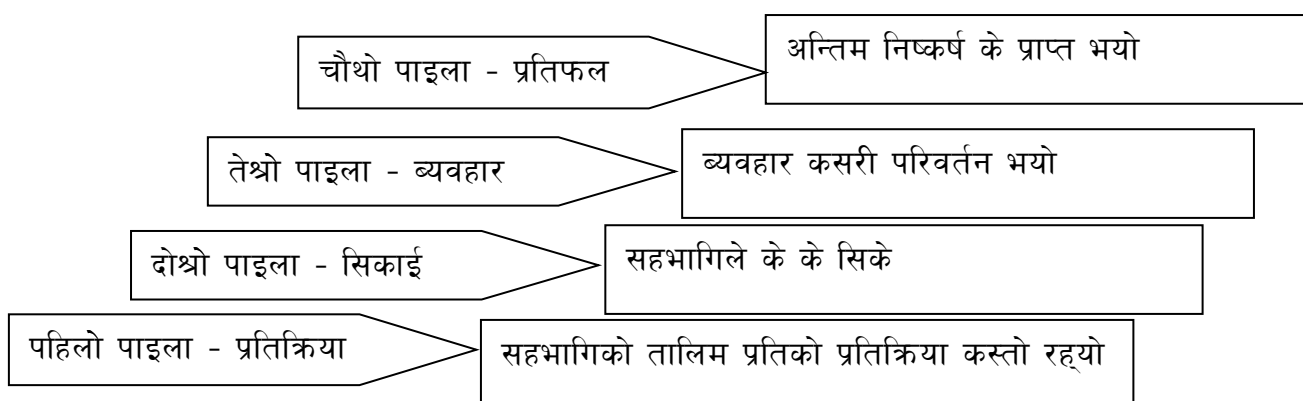 चौथो पाइला - प्रतिफल
अन्तिम निष्कर्ष के प्राप्त भयो
तेश्रो पाइला - ब्यवहार
ब्यवहार कसरी परिवर्तन भयो
दोश्रो पाइला - सिकाई
सहभागिले के के सिके
पहिलो पाइला - प्रतिक्रिया
सहभागिको तालिम प्रतिको प्रतिक्रिया कस्तो रह्‌यो